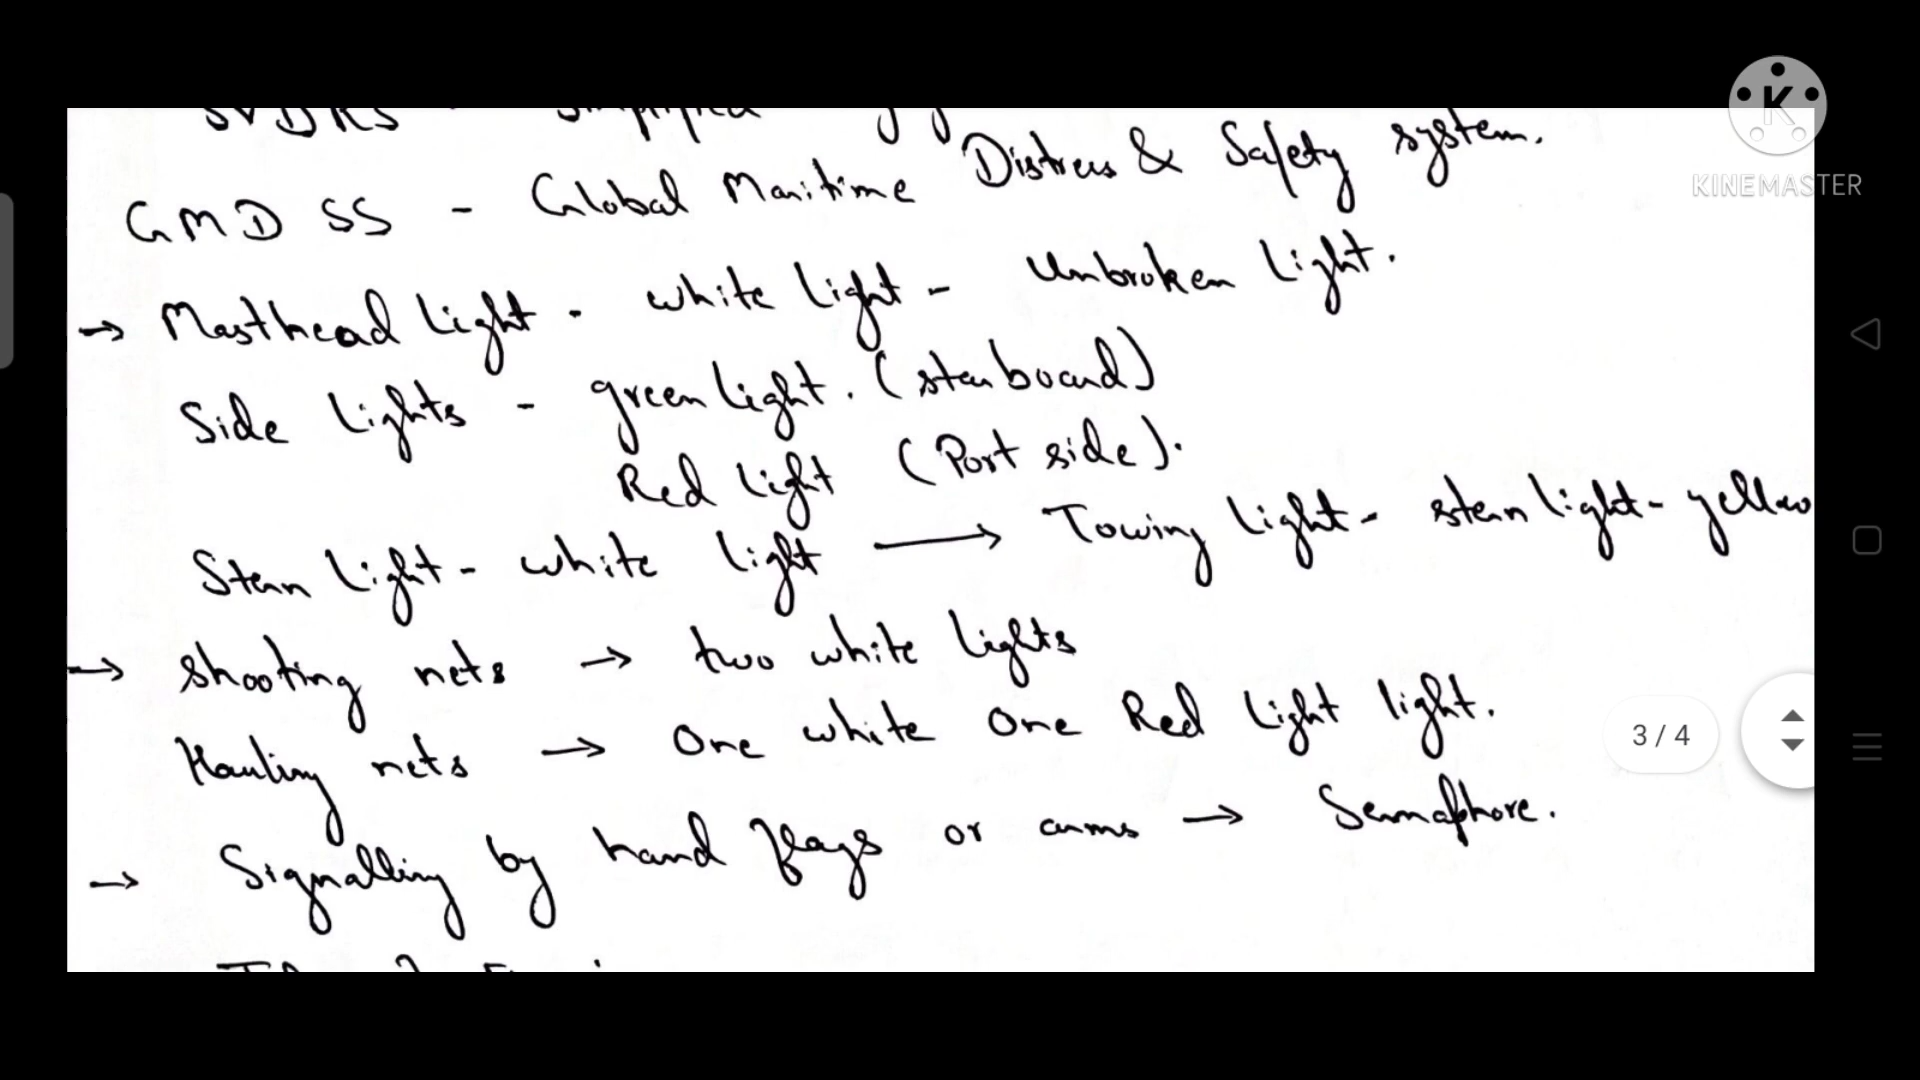 GMD SS - Global Maritime Distress & Safety system.
→ Masthead light - white light - Unbroken light.
Side lights - green light. (starboard)
Red light (Port side).
Stern light - white light → Towing light - stern light - yellow
→ shooting nets → two white lights
Hauling nets → One white One Red light light.
→ Signalling by hand flags or arms → Semaphore.
K
KINEMASTER
3 / 4